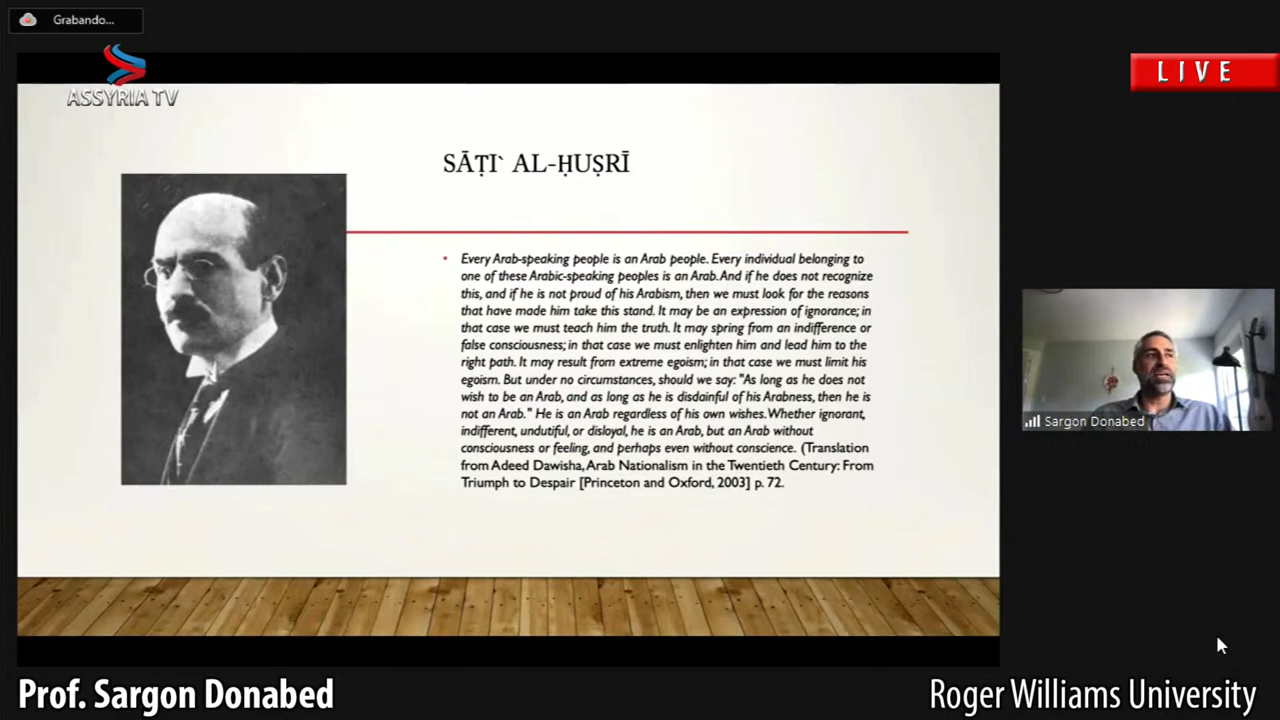 Grabando...
ASSYRIA TV
LIVE
SĀṬI` AL-ḤUṢRĪ
• Every Arab-speaking people is an Arab people. Every individual belonging to
one of these Arabic-speaking peoples is an Arab. And if he does not recognize
this, and if he is not proud of his Arabism, then we must look for the reasons
that have made him take this stand. It may be an expression of ignorance; in
that case we must teach him the truth. It may spring from an indifference or
false consciousness; in that case we must enlighten him and lead him to the
right path. It may result from extreme egoism; in that case we must limit his
egoism. But under no circumstances, should we say: "As long as he does not
wish to be an Arab, and as long as he is disdainful of his Arabness, then he is
not an Arab." He is an Arab regardless of his own wishes. Whether ignorant,
indifferent, undutiful, or disloyal, he is an Arab, but an Arab without
consciousness or feeling, and perhaps even without conscience. (Translation
from Adeed Dawisha, Arab Nationalism in the Twentieth Century: From
Triumph to Despair [Princeton and Oxford, 2003] p. 72.
Sargon Donabed
Prof. Sargon Donabed
Roger Williams University